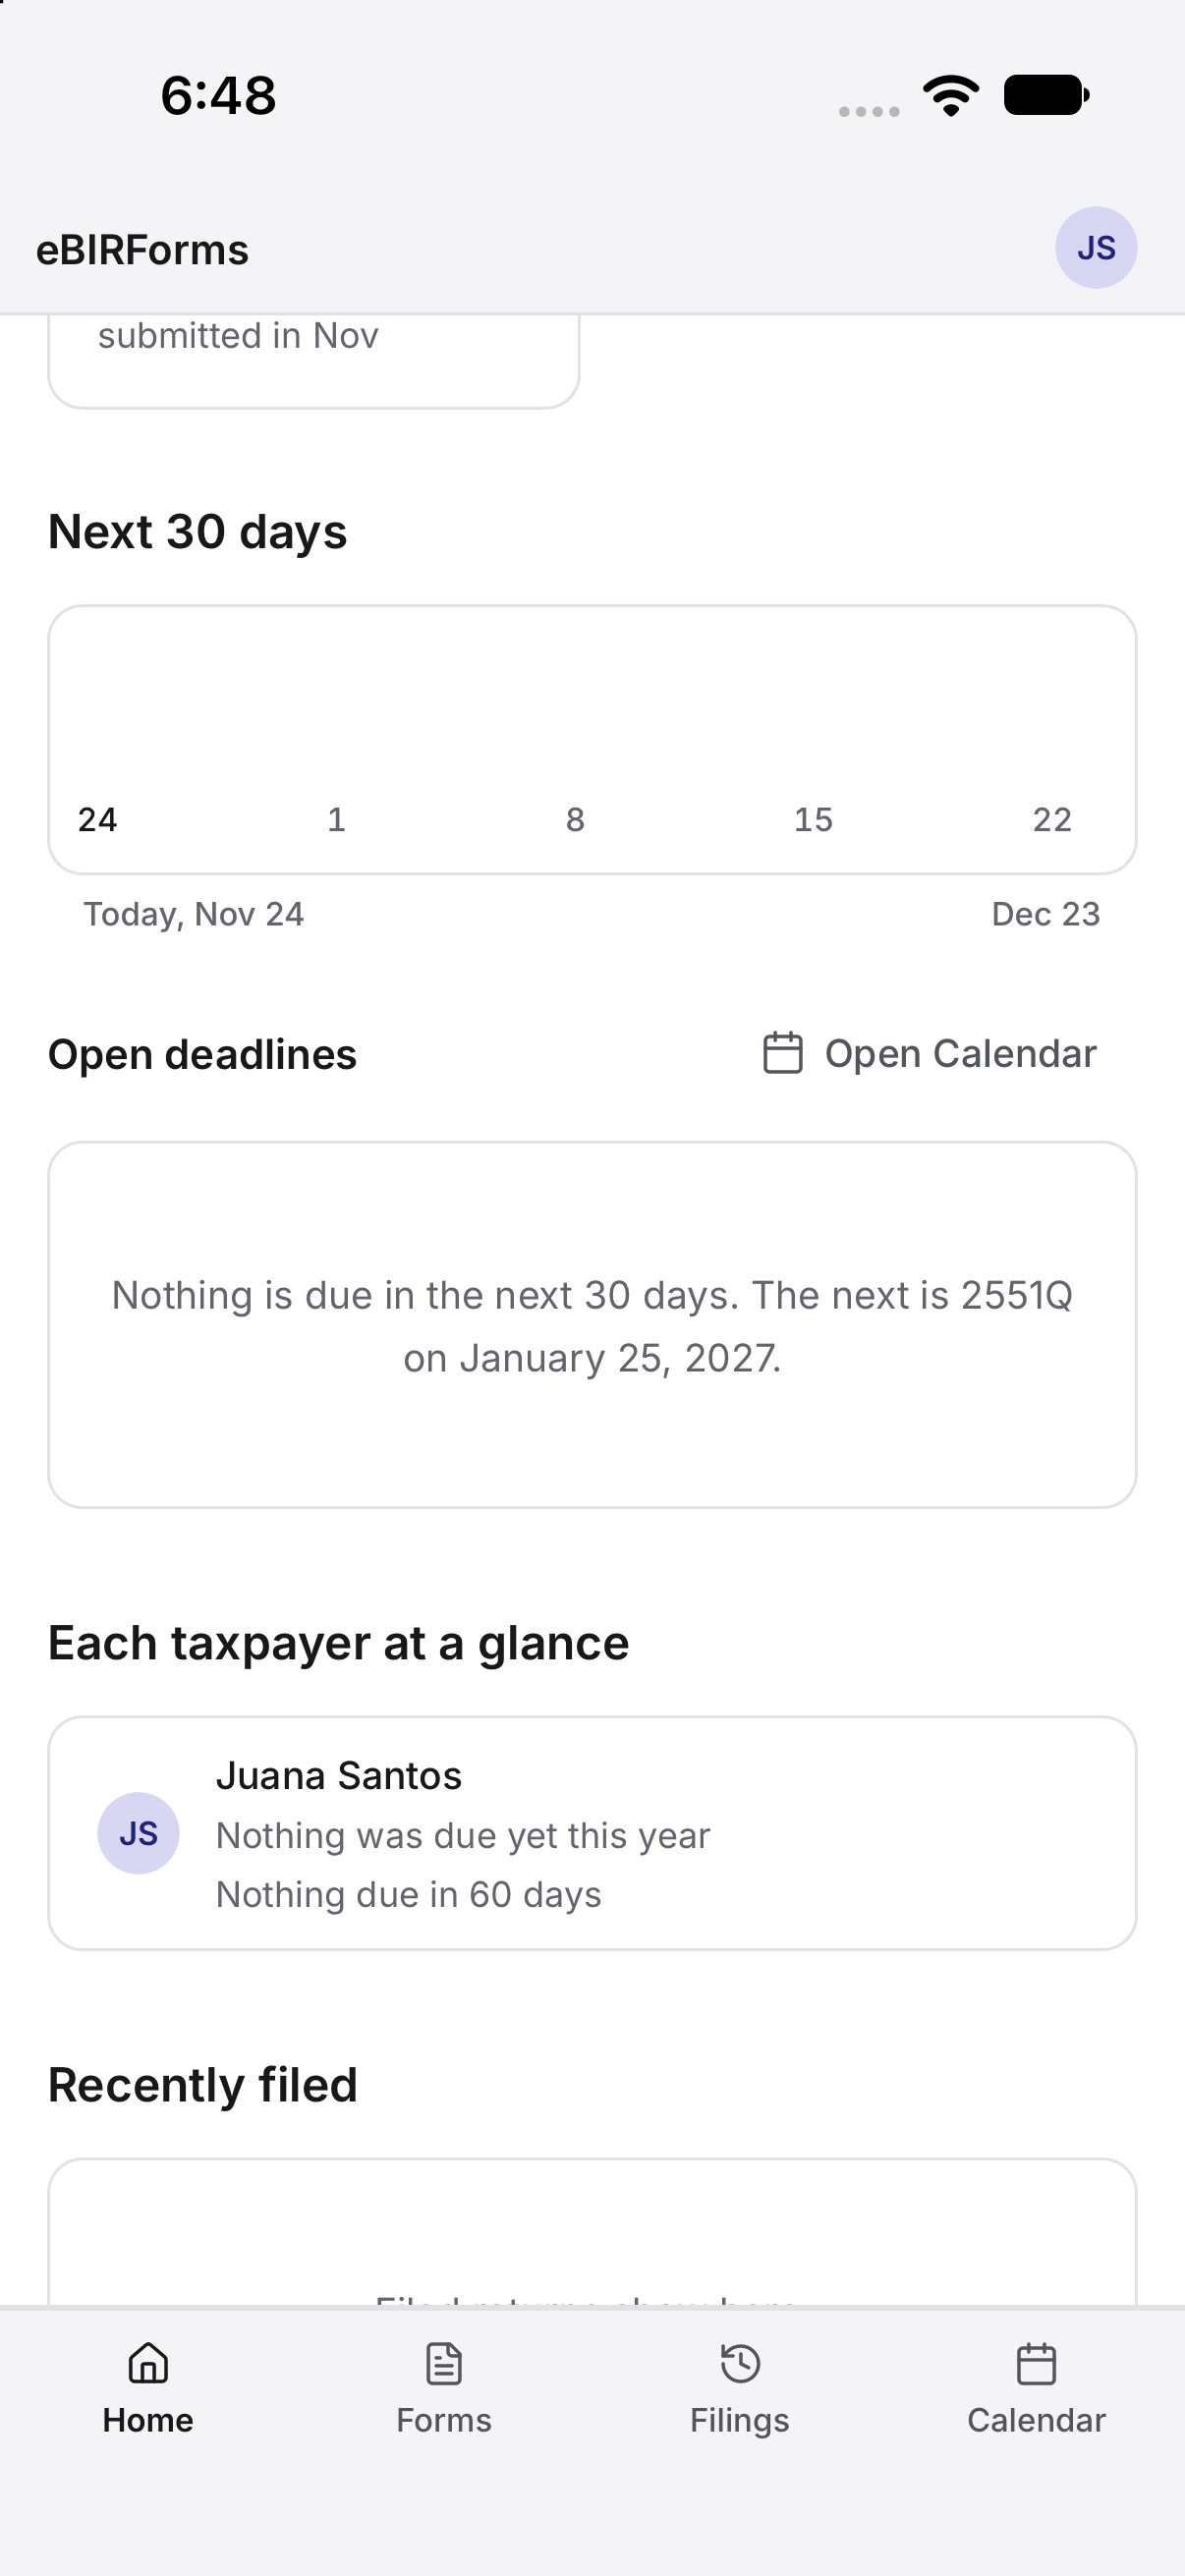 6:48
eBIRForms
JS
submitted in Nov
Next 30 days
24 1 8 15 22
Today, Nov 24 Dec 23
Open deadlines Open Calendar
Nothing is due in the next 30 days. The next is 2551Q
on January 25, 2027.
Each taxpayer at a glance
JS
Juana Santos
Nothing was due yet this year
Nothing due in 60 days
Recently filed
Home Forms Filings Calendar